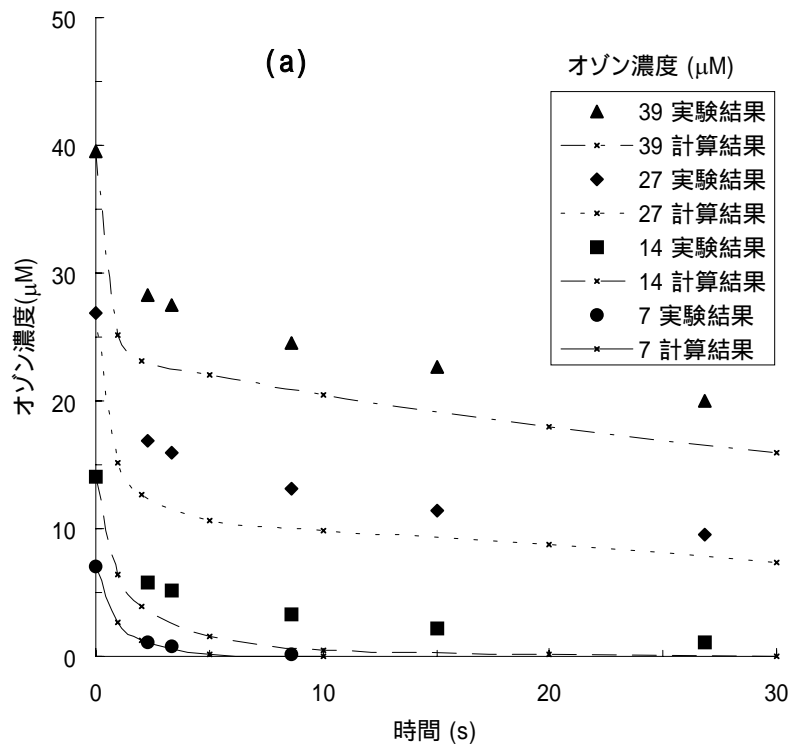 (a)
オゾン濃度 (μM)
39 実験結果
39 計算結果
27 実験結果
27 計算結果
14 実験結果
14 計算結果
7 実験結果
7 計算結果
オゾン濃度(μM)
50
40
30
20
10
0
0
10
20
30
時間 (s)